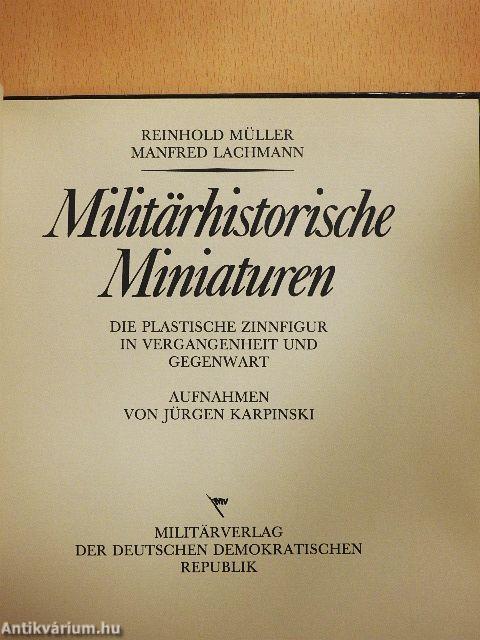 REINHOLD MÜLLER
MANFRED LACHMANN
Militärhistorische
Miniaturen
DIE PLASTISCHE ZINNFIGUR
IN VERGANGENHEIT UND
GEGENWART
AUFNAHMEN
VON JÜRGEN KARPINSKI
MV
MILITÄRVERLAG
DER DEUTSCHEN DEMOKRATISCHEN
REPUBLIK
Antikvárium.hu